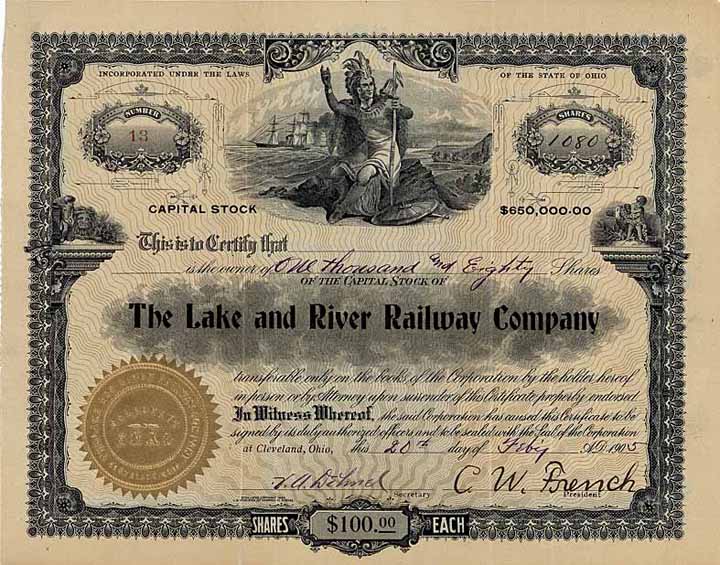 INCORPORATED UNDER THE LAWS
OF THE STATE OF OHIO
NUMBER
13
SHARES
1080
CAPITAL STOCK
$650,000.00
This is to Certify that
is the owner of One thousand and Eighty Shares
OF THE CAPITAL STOCK OF
The Lake and River Railway Company
transferable only on the books of the Corporation by the holder hereof
in person or by Attorney upon surrender of this Certificate properly endorsed
In Witness Whereof, the said Corporation has caused this Certificate to be
signed by its duly authorized officers and to be sealed with the Seal of the Corporation
at Cleveland, Ohio, this 20th day of Feby A.D. 1905
Secretary
C. W. French
President
SHARES $100.00 EACH